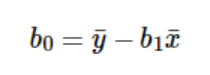 b₀ = ȳ − b₁x̄